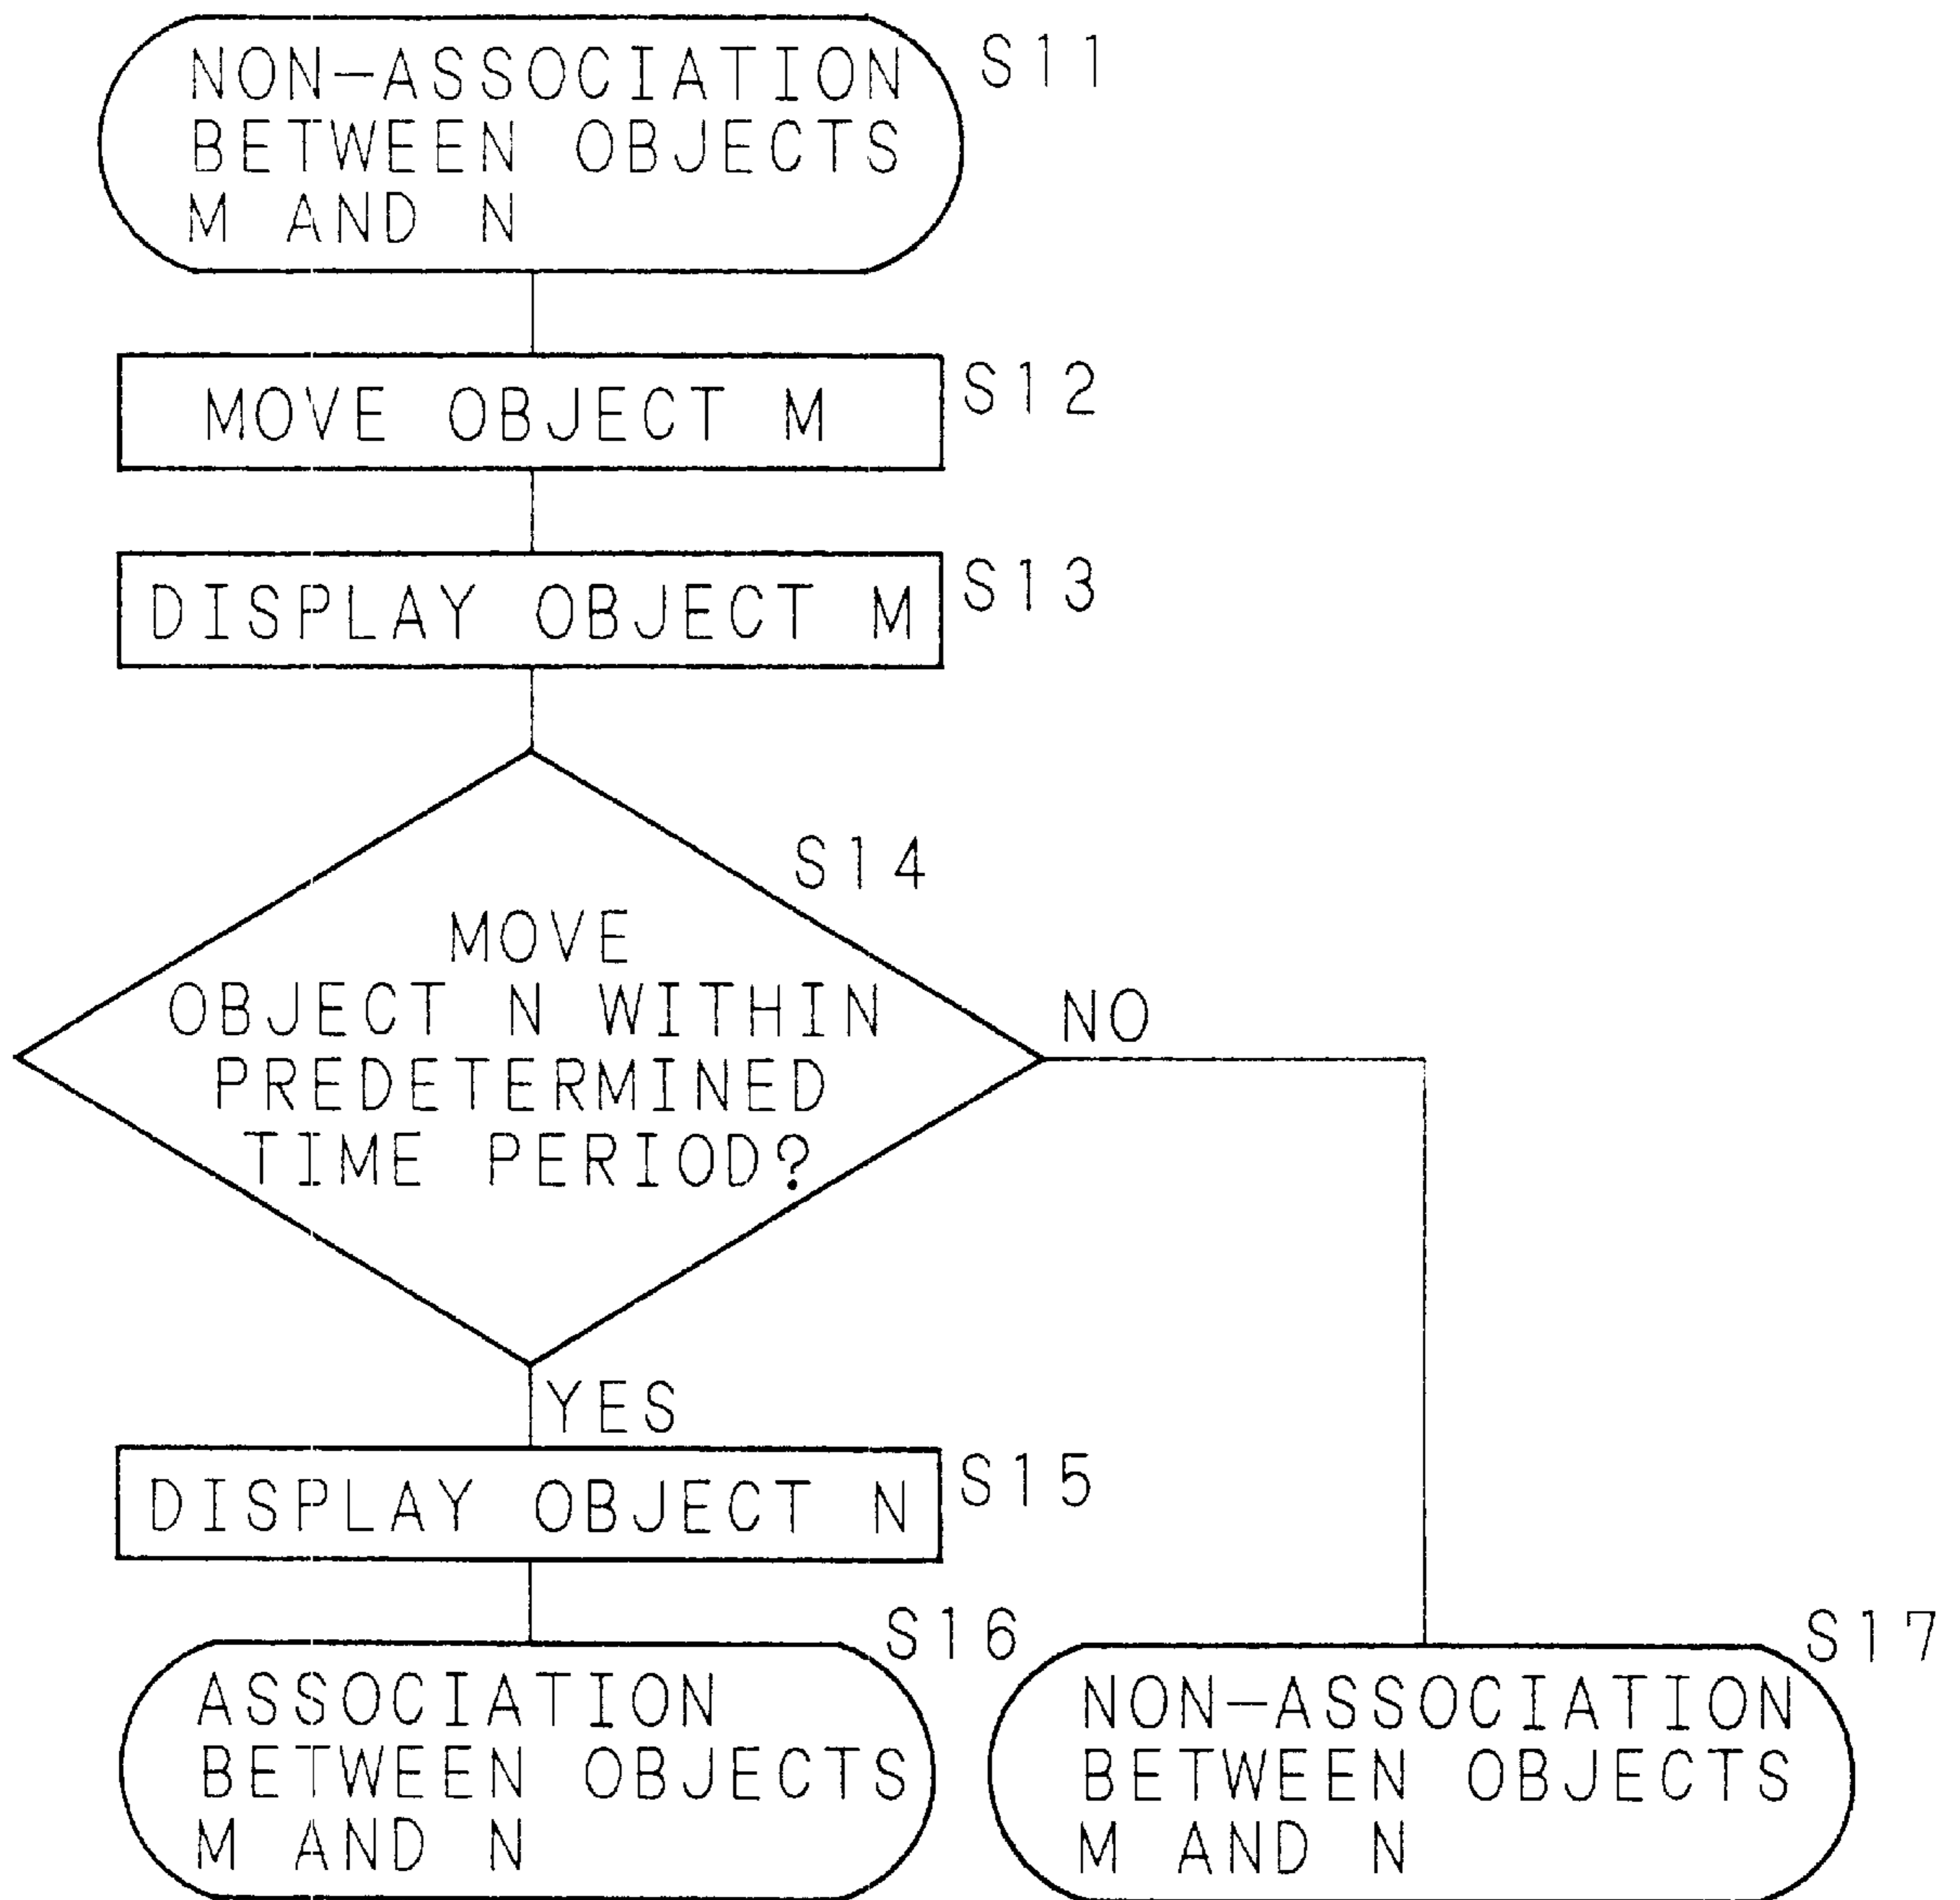 NON-ASSOCIATION
BETWEEN OBJECTS
M AND N
S11
MOVE OBJECT M
S12
DISPLAY OBJECT M
S13
S14
MOVE
OBJECT N WITHIN
PREDETERMINED
TIME PERIOD?
NO
YES
DISPLAY OBJECT N
S15
S16
ASSOCIATION
BETWEEN OBJECTS
M AND N
S17
NON-ASSOCIATION
BETWEEN OBJECTS
M AND N